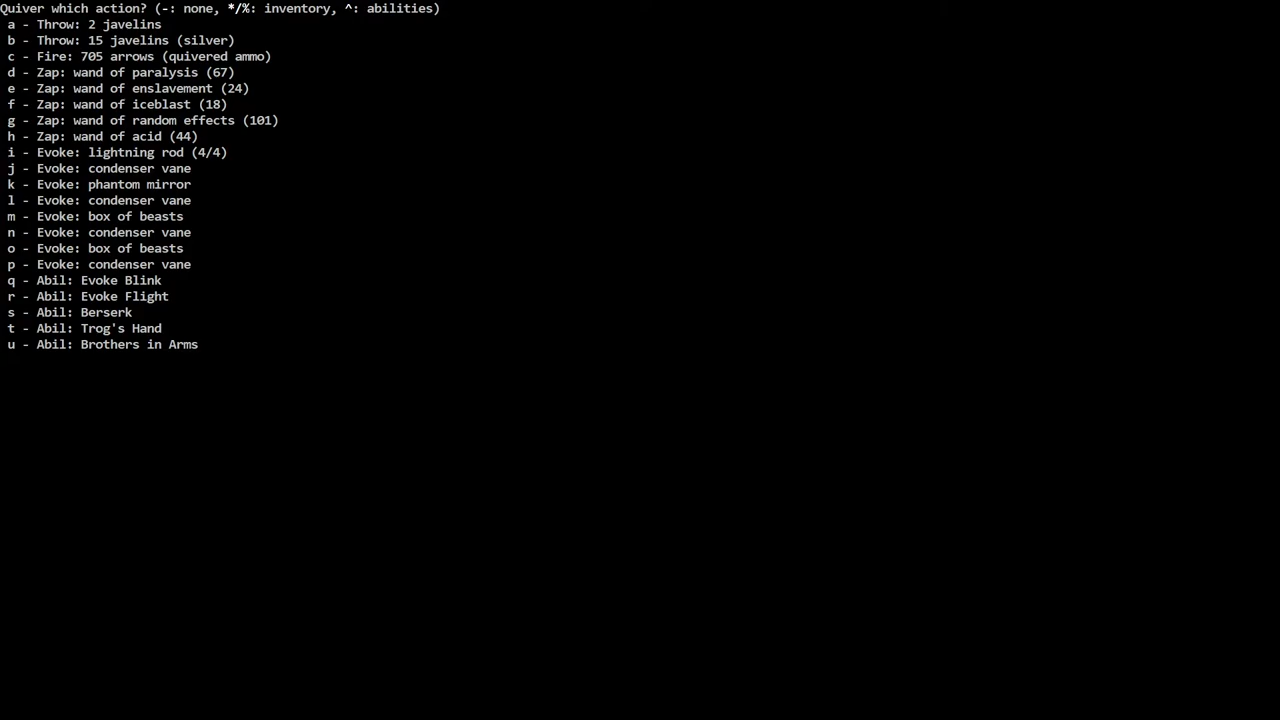 Quiver which action? (-: none, */%: inventory, ^: abilities)
a - Throw: 2 javelins
b - Throw: 15 javelins (silver)
c - Fire: 705 arrows (quivered ammo)
d - Zap: wand of paralysis (67)
e - Zap: wand of enslavement (24)
f - Zap: wand of iceblast (18)
g - Zap: wand of random effects (101)
h - Zap: wand of acid (44)
i - Evoke: lightning rod (4/4)
j - Evoke: condenser vane
k - Evoke: phantom mirror
l - Evoke: condenser vane
m - Evoke: box of beasts
n - Evoke: condenser vane
o - Evoke: box of beasts
p - Evoke: condenser vane
q - Abil: Evoke Blink
r - Abil: Evoke Flight
s - Abil: Berserk
t - Abil: Trog's Hand
u - Abil: Brothers in Arms